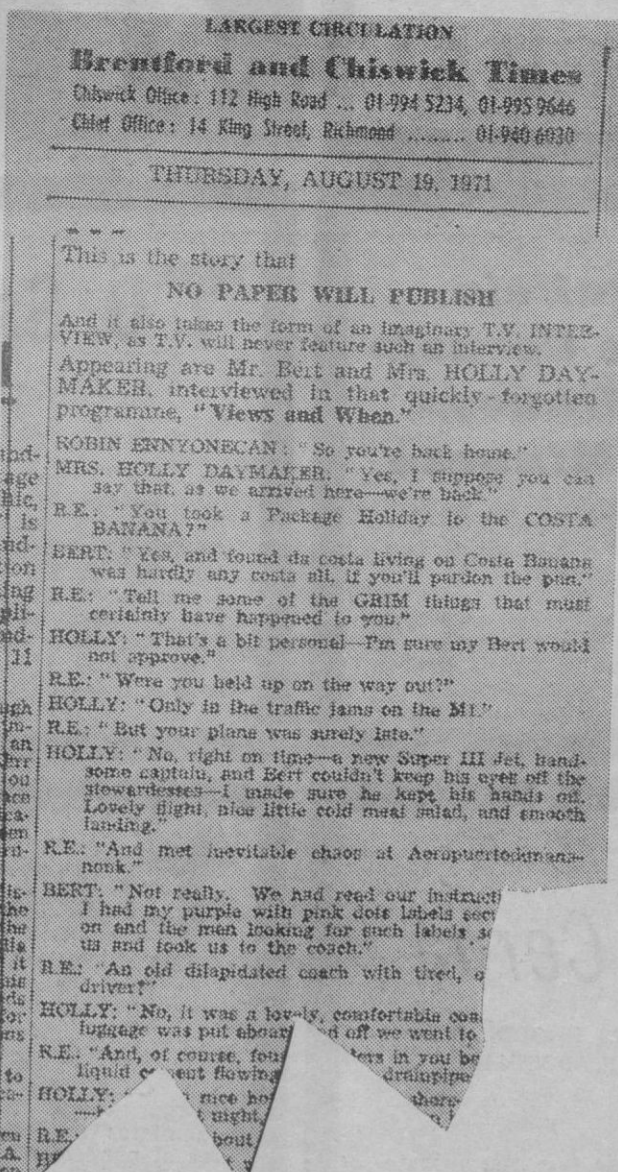 LARGEST CIRCULATION
Brentford and Chiswick Times
Chiswick Office: 112 High Road ... 01-994 5234, 01-995 9646
Chief Office: 14 King Street, Richmond ......... 01-940 6030
THURSDAY, AUGUST 19, 1971
This is the story that
NO PAPER WILL PUBLISH
And it also takes the form of an imaginary T.V. INTER-
VIEW, as T.V. will never feature such an interview.
Appearing are Mr. Bert and Mrs. HOLLY DAY-
MAKER, interviewed in that quickly-forgotten
programme, "Views and When."
ROBIN ENNYONECAN: "So you're back home."
MRS. HOLLY DAYMAKER: "Yes, I suppose you can
say that, as we arrived here—we're back."
R.E.: "You took a Package Holiday to the COSTA
BANANA?"
BERT: "Yes, and found da costa living on Costa Banana
was hardly any costa all, if you'll pardon the pun."
R.E.: "Tell me some of the GRIM things that must
certainly have happened to you."
HOLLY: "That's a bit personal—I'm sure my Bert would
not approve."
R.E.: "Were you held up on the way out?"
HOLLY: "Only in the traffic jams on the M1."
R.E.: "But your plane was surely late."
HOLLY: "No, right on time—a new Super III Jet, hand-
some captain, and Bert couldn't keep his eyes off the
stewardesses—I made sure he kept his hands off.
Lovely flight, nice little cold meat salad, and smooth
landing."
R.E.: "And met inevitable chaos at
BERT: "Not really. We had read our instructi
I had my purple with pink dots labels sec
on and the man looking for such labels s
us and took us to the coach."
R.E.: "An old dilapidated coach with tired, o
driver?"
HOLLY: "No, it was a lovely, comfortable coa
luggage was put aboar d off we went to
R.E.: "And, of course, fou ters in you be
liquid c ent flowing drainpipe
HOLLY: nice ho there
t night,
R.E.: bout